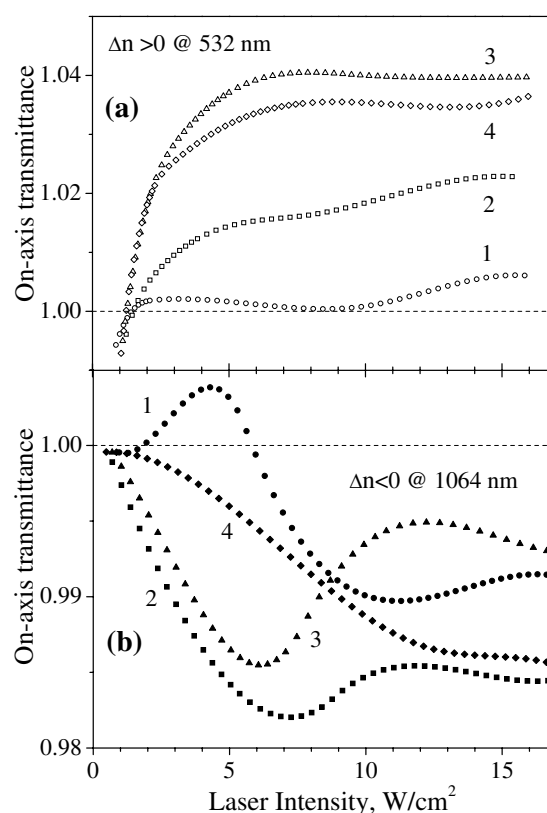 Δn >0 @ 532 nm
(a)
On-axis transmittance
1.04
1.02
1.00
3
4
2
1
Δn<0 @ 1064 nm
(b)
On-axis transmittance
1.00
0.99
0.98
1
4
2
3
0 5 10 15
Laser Intensity, W/cm²